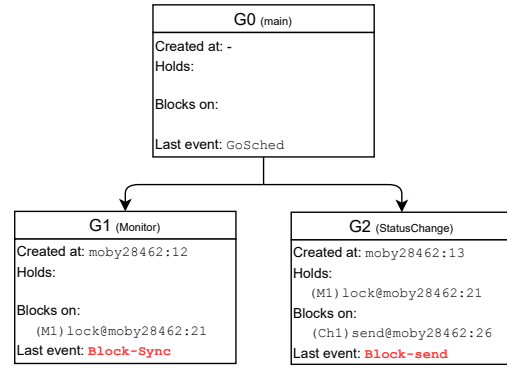 G0 (main)
Created at: -
Holds:
Blocks on:
Last event: GoSched
G1 (Monitor)
Created at: moby28462:12
Holds:
Blocks on:
(M1)lock@moby28462:21
Last event: Block-Sync
G2 (StatusChange)
Created at: moby28462:13
Holds:
(M1)lock@moby28462:21
Blocks on:
(Ch1)send@moby28462:26
Last event: Block-send